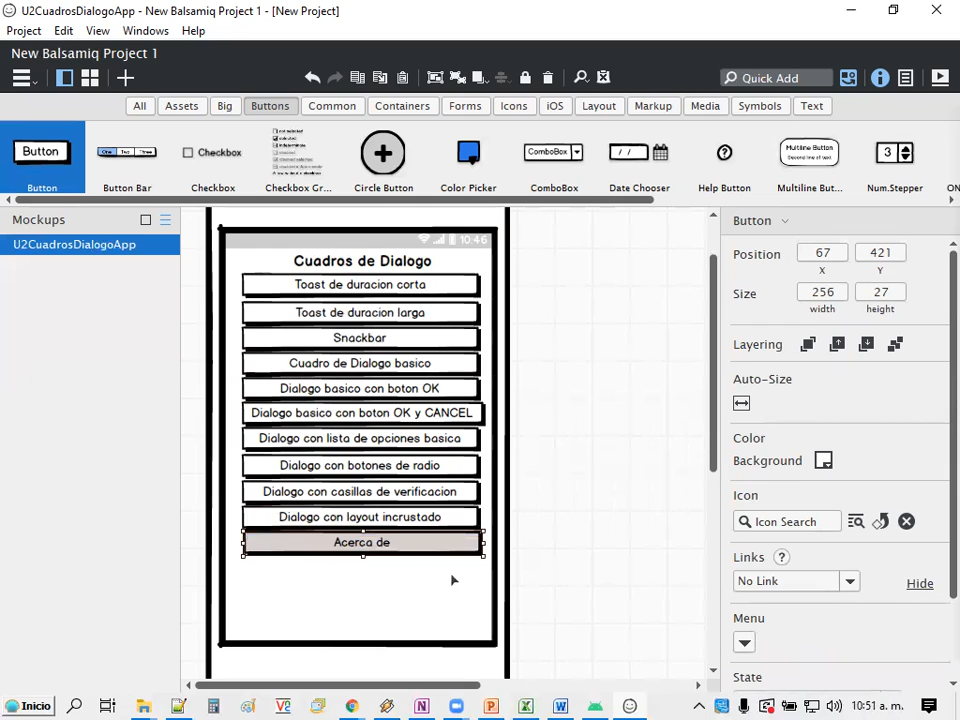 U2CuadrosDialogoApp - New Balsamiq Project 1 - [New Project]
Project Edit View Windows Help
New Balsamiq Project 1
Quick Add
All Assets Big Buttons Common Containers Forms Icons iOS Layout Markup Media Symbols Text
Button One Two Three Checkbox ComboBox / / Multiline Button 3
Second line of text
Button Button Bar Checkbox Checkbox Gr... Circle Button Color Picker ComboBox Date Chooser Help Button Multiline But... Num.Stepper
Mockups
U2CuadrosDialogoApp
10:46
Cuadros de Dialogo
Toast de duracion corta
Toast de duracion larga
Snackbar
Cuadro de Dialogo basico
Dialogo basico con boton OK
Dialogo basico con boton OK y CANCEL
Dialogo con lista de opciones basica
Dialogo con botones de radio
Dialogo con casillas de verificacion
Dialogo con layout incrustado
Acerca de
Button
Position 67 421
X Y
Size 256 27
width height
Layering
Auto-Size
Color
Background
Icon
Icon Search
Links ?
No Link Hide
Menu
State
Inicio 10:51 a. m.